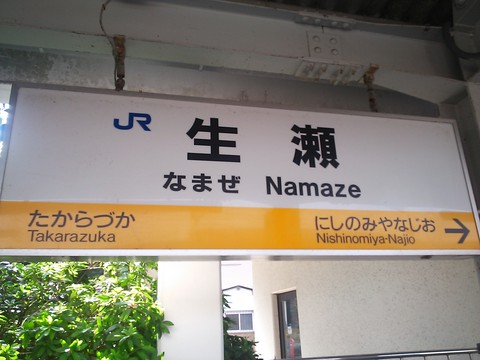 JR 生瀬
なまぜ Namaze
たからづか にしのみやなじお →
Takarazuka Nishinomiya-Najio